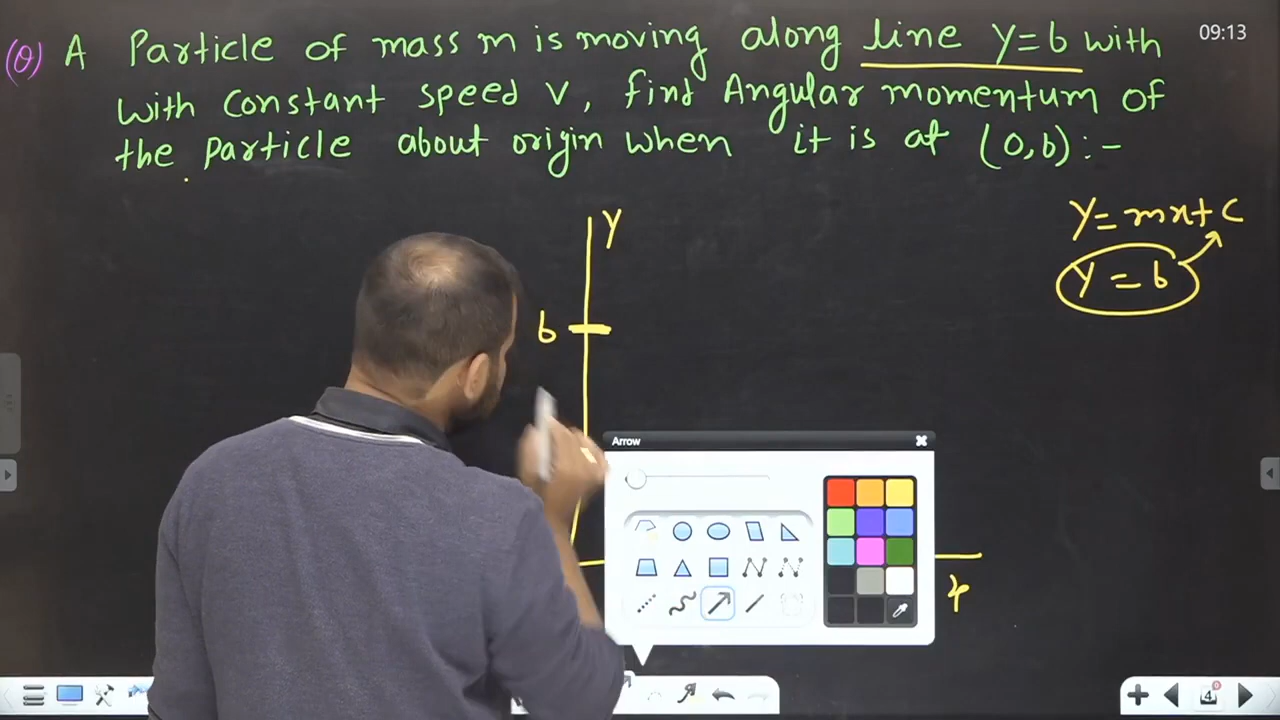 (Q) A Particle of mass m is moving along line y=b with
with constant speed v, find Angular momentum of
the particle about origin when it is at (0,b):-
09:13
y=mx+c
y=b
Y
b
Arrow
4